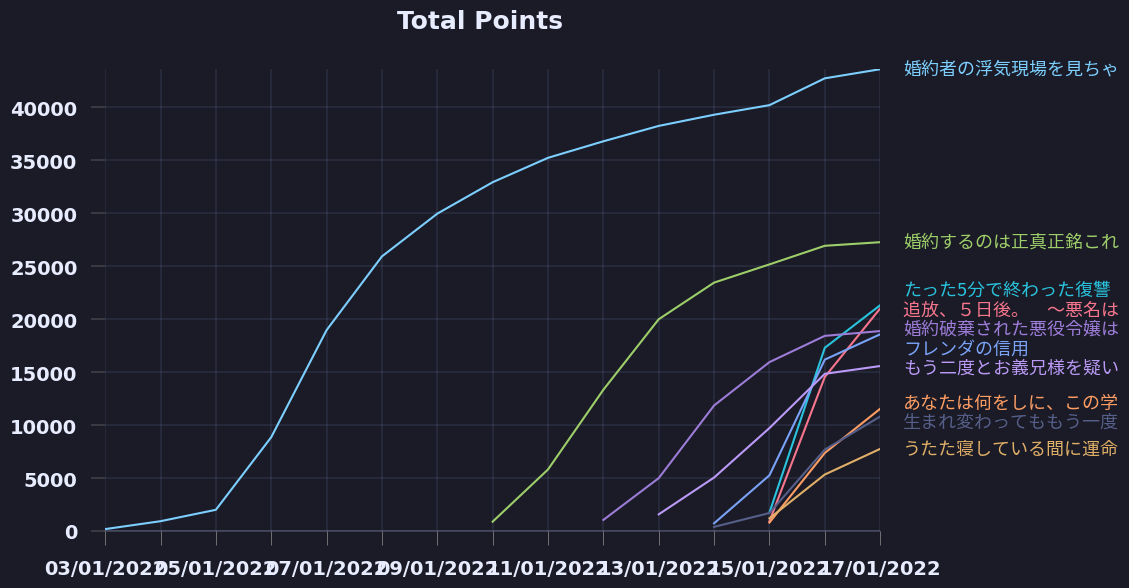 Total Points
40000
35000
30000
25000
20000
15000
10000
5000
0
03/01/2022
05/01/2022
07/01/2022
09/01/2022
11/01/2022
13/01/2022
15/01/2022
17/01/2022
婚約者の浮気現場を見ちゃ
婚約するのは正真正銘これ
たった5分で終わった復讐
追放、５日後。　～悪名は
婚約破棄された悪役令嬢は
フレンダの信用
もう二度とお義兄様を疑い
あなたは何をしに、この学
生まれ変わってももう一度
うたた寝している間に運命